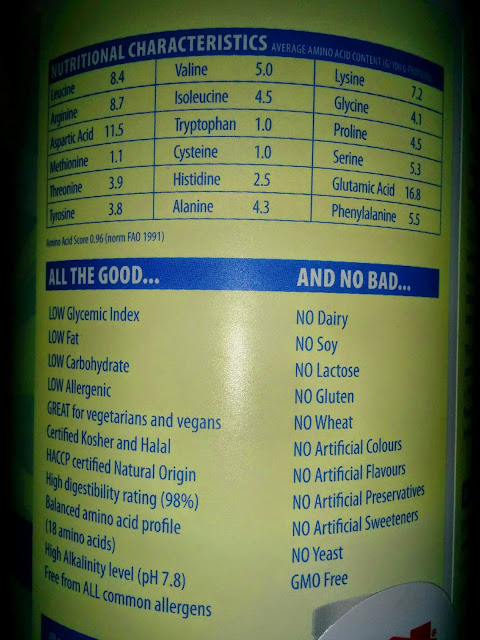 NUTRITIONAL CHARACTERISTICS AVERAGE AMINO ACID CONTENT (G/100 G PROTEIN)
Leucine 8.4 Valine 5.0 Lysine 7.2
Arginine 8.7 Isoleucine 4.5 Glycine 4.1
Aspartic Acid 11.5 Tryptophan 1.0 Proline 4.5
Methionine 1.1 Cysteine 1.0 Serine 5.3
Threonine 3.9 Histidine 2.5 Glutamic Acid 16.8
Tyrosine 3.8 Alanine 4.3 Phenylalanine 5.5
Amino Acid Score 0.96 (norm FAO 1991)
ALL THE GOOD...
LOW Glycemic Index
LOW Fat
LOW Carbohydrate
LOW Allergenic
GREAT for vegetarians and vegans
Certified Kosher and Halal
HACCP certified Natural Origin
High digestibility rating (98%)
Balanced amino acid profile
(18 amino acids)
High Alkalinity level (pH 7.8)
Free from ALL common allergens
AND NO BAD...
NO Dairy
NO Soy
NO Lactose
NO Gluten
NO Wheat
NO Artificial Colours
NO Artificial Flavours
NO Artificial Preservatives
NO Artificial Sweeteners
NO Yeast
GMO Free